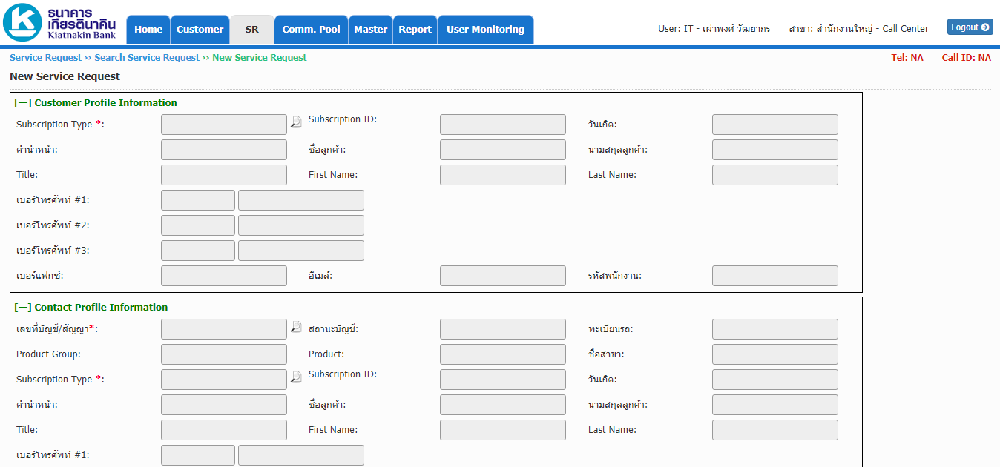 ธนาคาร
เกียรตินาคิน
Kiatnakin Bank
Home Customer SR Comm. Pool Master Report User Monitoring
User: IT - เผ่าพงศ์ วัฒยากร สาขา: สำนักงานใหญ่ - Call Center Logout
Service Request ›› Search Service Request ›› New Service Request Tel: NA Call ID: NA
New Service Request
[—] Customer Profile Information
Subscription Type *: Subscription ID: วันเกิด:
คำนำหน้า: ชื่อลูกค้า: นามสกุลลูกค้า:
Title: First Name: Last Name:
เบอร์โทรศัพท์ #1:
เบอร์โทรศัพท์ #2:
เบอร์โทรศัพท์ #3:
เบอร์แฟกซ์: อีเมล์: รหัสพนักงาน:
[—] Contact Profile Information
เลขที่บัญชี/สัญญา*: สถานะบัญชี: ทะเบียนรถ:
Product Group: Product: ชื่อสาขา:
Subscription Type *: Subscription ID: วันเกิด:
คำนำหน้า: ชื่อลูกค้า: นามสกุลลูกค้า:
Title: First Name: Last Name:
เบอร์โทรศัพท์ #1: